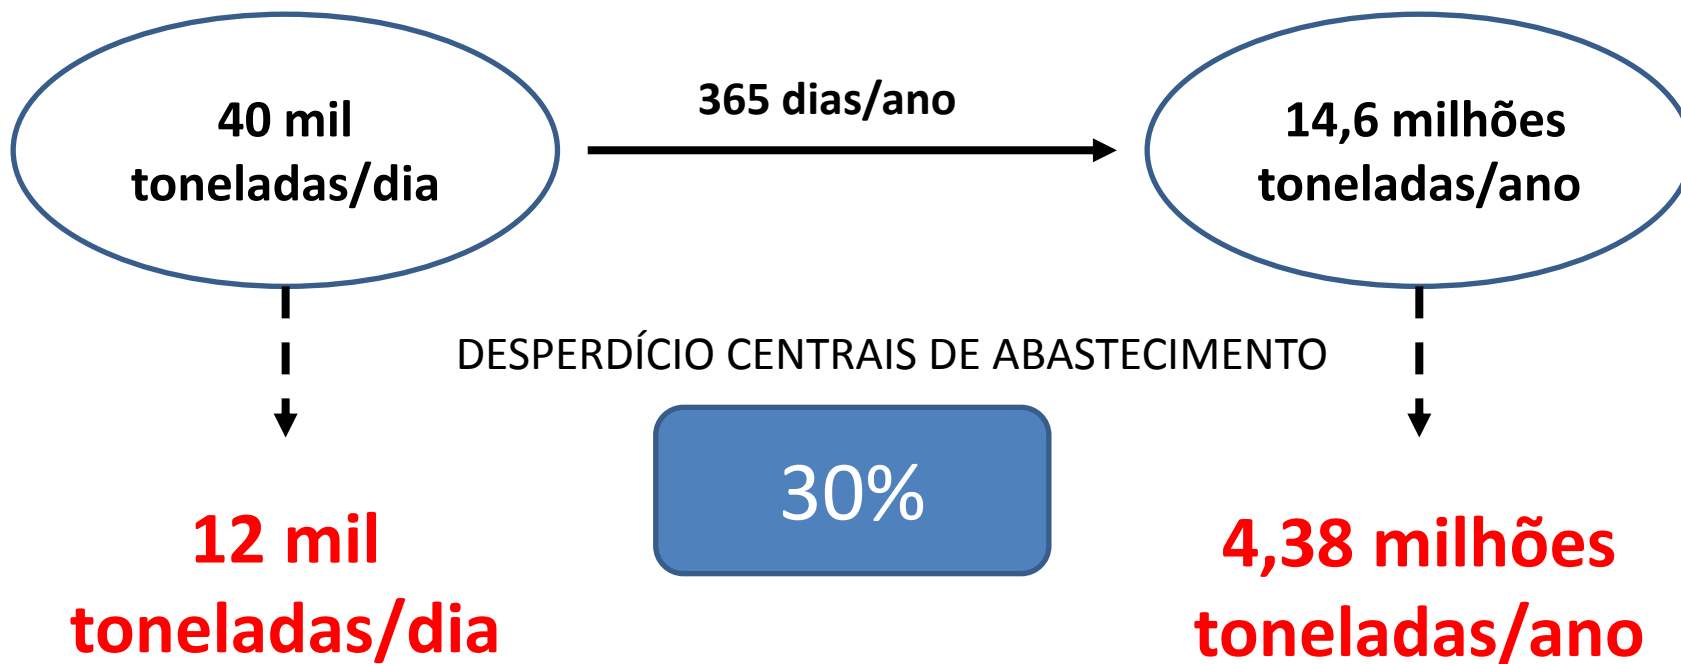 40 mil
toneladas/dia
365 dias/ano
14,6 milhões
toneladas/ano
DESPERDÍCIO CENTRAIS DE ABASTECIMENTO
30%
12 mil
toneladas/dia
4,38 milhões
toneladas/ano